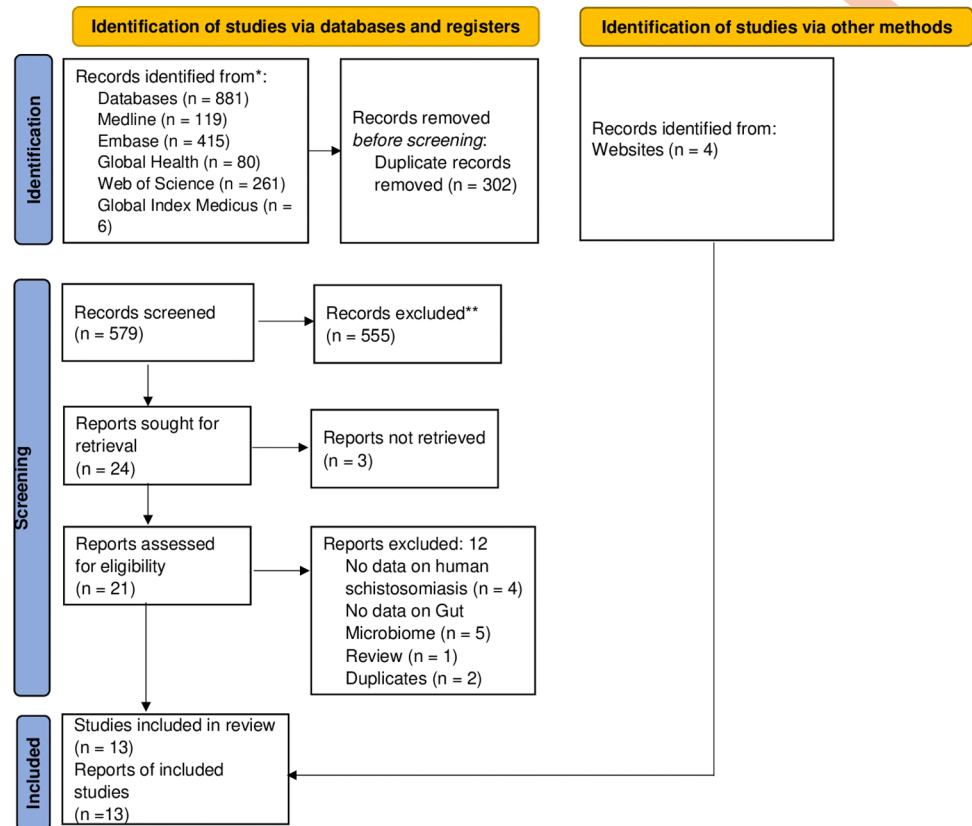 Identification of studies via databases and registers
Identification of studies via other methods
Identification
Records identified from*:
Databases (n = 881)
Medline (n = 119)
Embase (n = 415)
Global Health (n = 80)
Web of Science (n = 261)
Global Index Medicus (n =
6)
Records removed
before screening:
Duplicate records
removed (n = 302)
Records identified from:
Websites (n = 4)
Screening
Records screened
(n = 579)
Records excluded**
(n = 555)
Reports sought for
retrieval
(n = 24)
Reports not retrieved
(n = 3)
Reports assessed
for eligibility
(n = 21)
Reports excluded: 12
No data on human
schistosomiasis (n = 4)
No data on Gut
Microbiome (n = 5)
Review (n = 1)
Duplicates (n = 2)
Included
Studies included in review
(n = 13)
Reports of included
studies
(n =13)